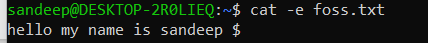 sandeep@DESKTOP-2R0LIEQ:~$ cat -e foss.txt
hello my name is sandeep $